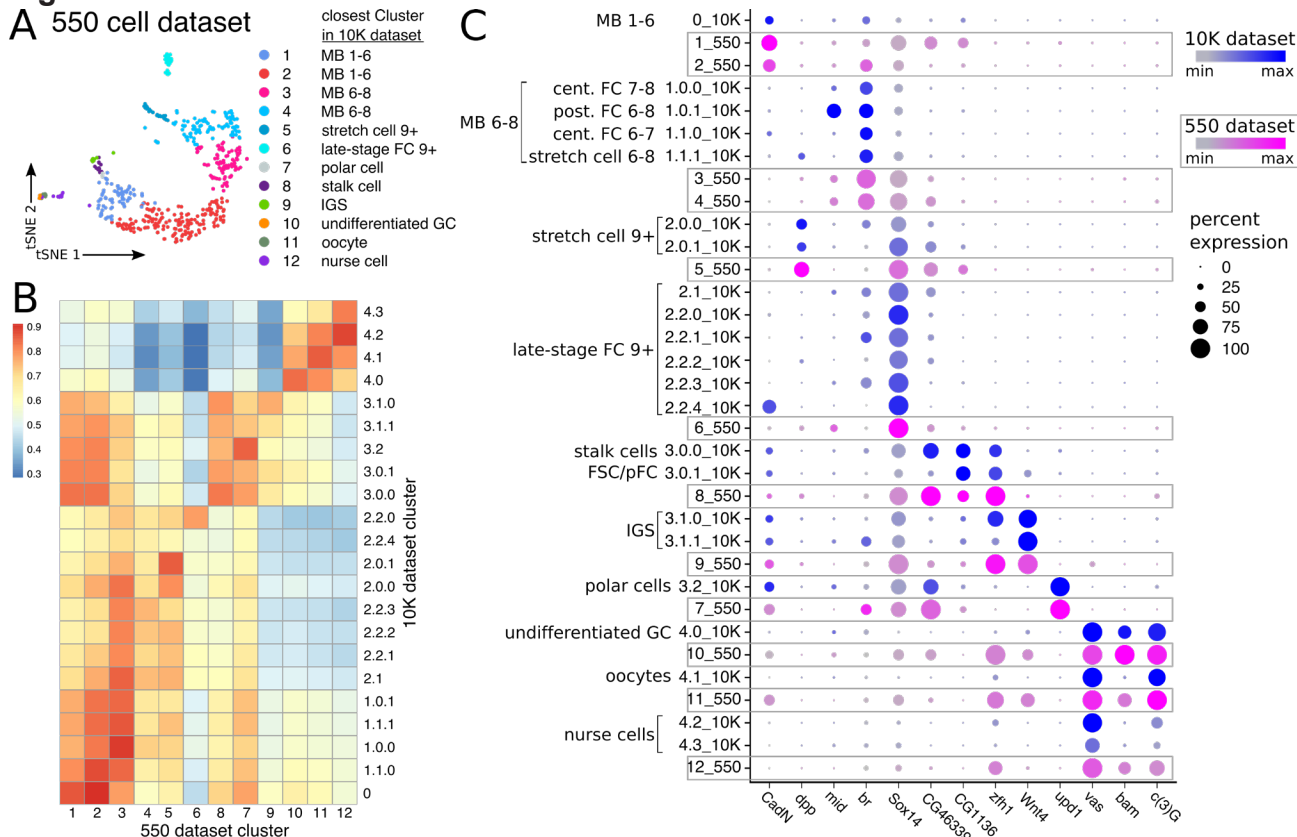 A 550 cell dataset
closest Cluster
in 10K dataset
1 MB 1-6
2 MB 1-6
3 MB 6-8
4 MB 6-8
5 stretch cell 9+
6 late-stage FC 9+
7 polar cell
8 stalk cell
9 IGS
10 undifferentiated GC
11 oocyte
12 nurse cell
tSNE 2
tSNE 1
B
0.9
0.8
0.7
0.6
0.5
0.4
0.3
4.3
4.2
4.1
4.0
3.1.0
3.1.1
3.2
3.0.1
3.0.0
2.2.0
2.2.4
2.0.1
2.0.0
2.2.3
2.2.2
2.2.1
2.1
1.0.1
1.1.1
1.0.0
1.1.0
0
10K dataset cluster
1 2 3 4 5 6 8 7 9 10 11 12
550 dataset cluster
C
MB 1-6 0_10K
1_550
2_550
MB 6-8
cent. FC 7-8 1.0.0_10K
post. FC 6-8 1.0.1_10K
cent. FC 6-7 1.1.0_10K
stretch cell 6-8 1.1.1_10K
3_550
4_550
stretch cell 9+
2.0.0_10K
2.0.1_10K
5_550
late-stage FC 9+
2.1_10K
2.2.0_10K
2.2.1_10K
2.2.2_10K
2.2.3_10K
2.2.4_10K
6_550
stalk cells 3.0.0_10K
FSC/pFC 3.0.1_10K
8_550
IGS
3.1.0_10K
3.1.1_10K
9_550
polar cells 3.2_10K
7_550
undifferentiated GC 4.0_10K
10_550
oocytes 4.1_10K
11_550
nurse cells
4.2_10K
4.3_10K
12_550
CadN dpp mid br Sox14 CG46339 CG1136 zfh1 Wnt4 upd1 vas bam c(3)G
10K dataset
min max
550 dataset
min max
percent
expression
0
25
50
75
100